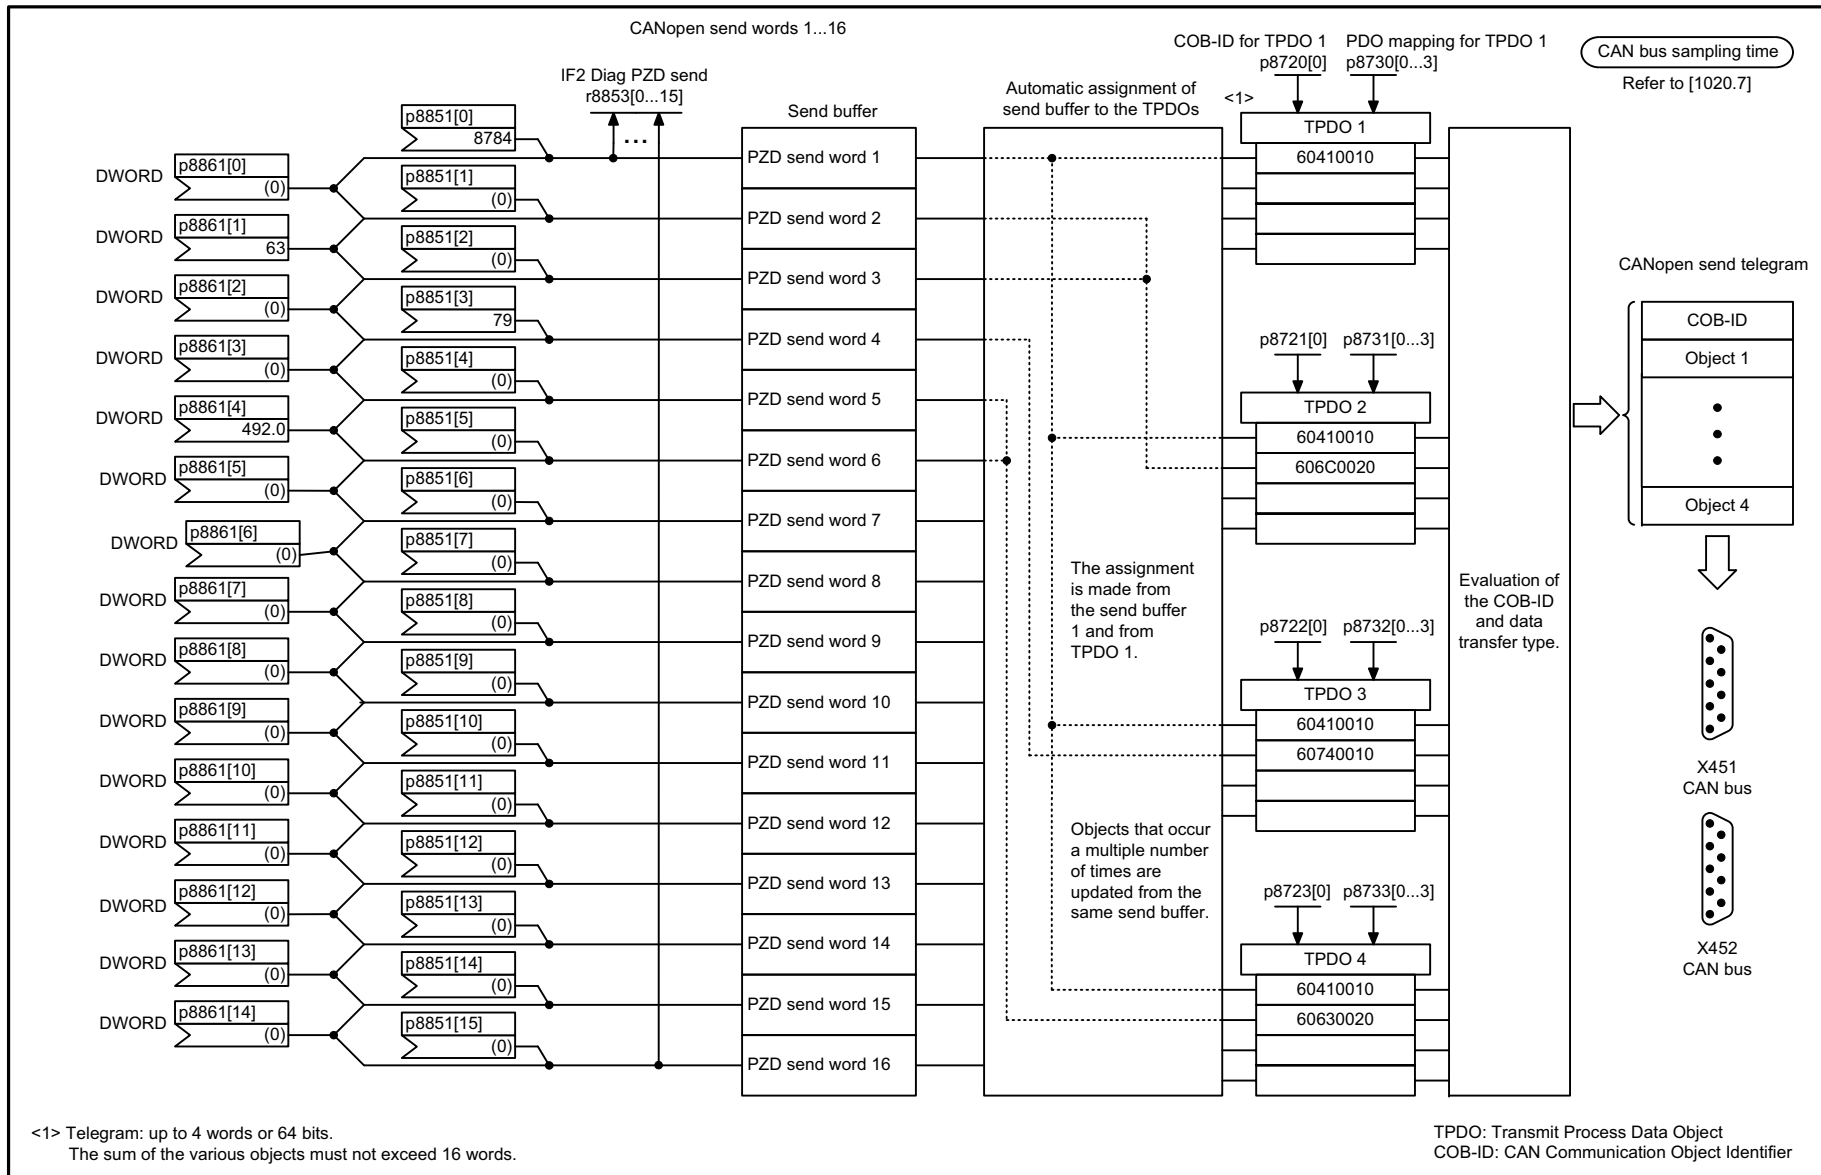 CANopen send words 1...16
IF2 Diag PZD send
r8853[0...15]
...
COB-ID for TPDO 1
p8720[0]
PDO mapping for TPDO 1
p8730[0...3]
CAN bus sampling time
Refer to [1020.7]
DWORD
p8861[0]
(0)
DWORD
p8861[1]
63
DWORD
p8861[2]
(0)
DWORD
p8861[3]
(0)
DWORD
p8861[4]
492.0
DWORD
p8861[5]
(0)
DWORD
p8861[6]
(0)
DWORD
p8861[7]
(0)
DWORD
p8861[8]
(0)
DWORD
p8861[9]
(0)
DWORD
p8861[10]
(0)
DWORD
p8861[11]
(0)
DWORD
p8861[12]
(0)
DWORD
p8861[13]
(0)
DWORD
p8861[14]
(0)
p8851[0]
8784
p8851[1]
(0)
p8851[2]
(0)
p8851[3]
79
p8851[4]
(0)
p8851[5]
(0)
p8851[6]
(0)
p8851[7]
(0)
p8851[8]
(0)
p8851[9]
(0)
p8851[10]
(0)
p8851[11]
(0)
p8851[12]
(0)
p8851[13]
(0)
p8851[14]
(0)
p8851[15]
(0)
Send buffer
PZD send word 1
PZD send word 2
PZD send word 3
PZD send word 4
PZD send word 5
PZD send word 6
PZD send word 7
PZD send word 8
PZD send word 9
PZD send word 10
PZD send word 11
PZD send word 12
PZD send word 13
PZD send word 14
PZD send word 15
PZD send word 16
Automatic assignment of
send buffer to the TPDOs
The assignment
is made from
the send buffer
1 and from
TPDO 1.
Objects that occur
a multiple number
of times are
updated from the
same send buffer.
<1>
TPDO 1
60410010
p8721[0]
p8731[0...3]
TPDO 2
60410010
606C0020
p8722[0]
p8732[0...3]
TPDO 3
60410010
60740010
p8723[0]
p8733[0...3]
TPDO 4
60410010
60630020
Evaluation of
the COB-ID
and data
transfer type.
CANopen send telegram
COB-ID
Object 1
Object 4
X451
CAN bus
X452
CAN bus
<1> Telegram: up to 4 words or 64 bits.
The sum of the various objects must not exceed 16 words.
TPDO: Transmit Process Data Object
COB-ID: CAN Communication Object Identifier